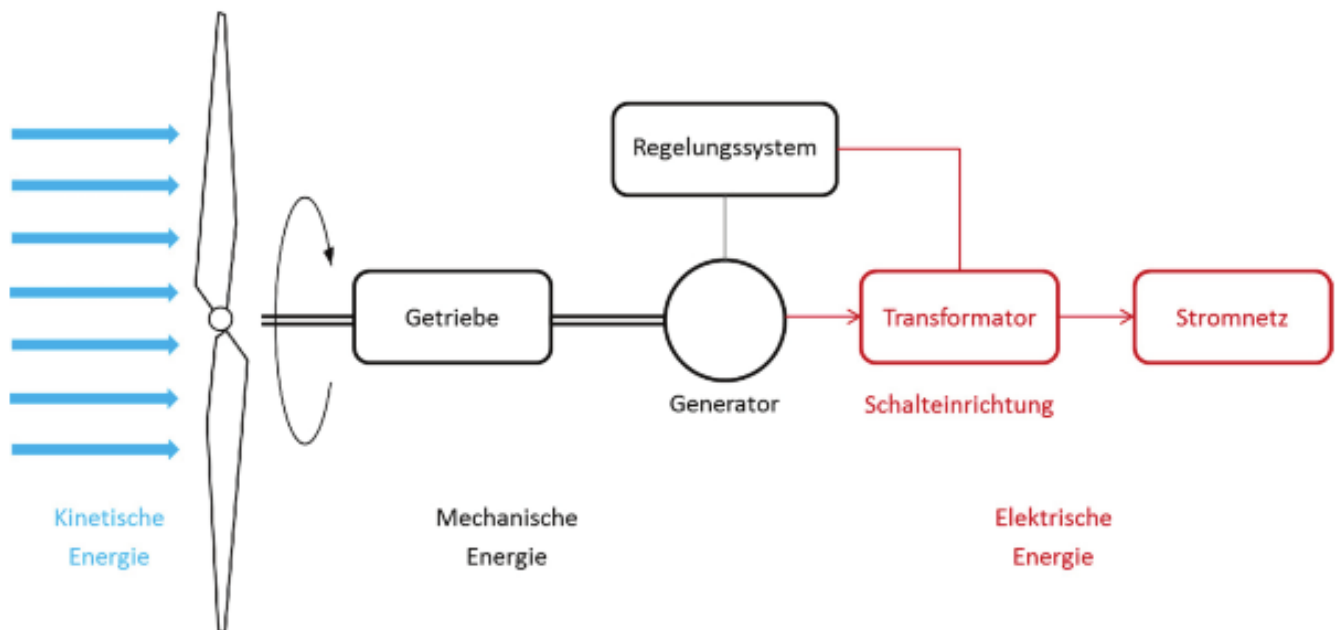 Regelungssystem
Getriebe
Transformator
Stromnetz
Generator
Schalteinrichtung
Kinetische
Energie
Mechanische
Energie
Elektrische
Energie